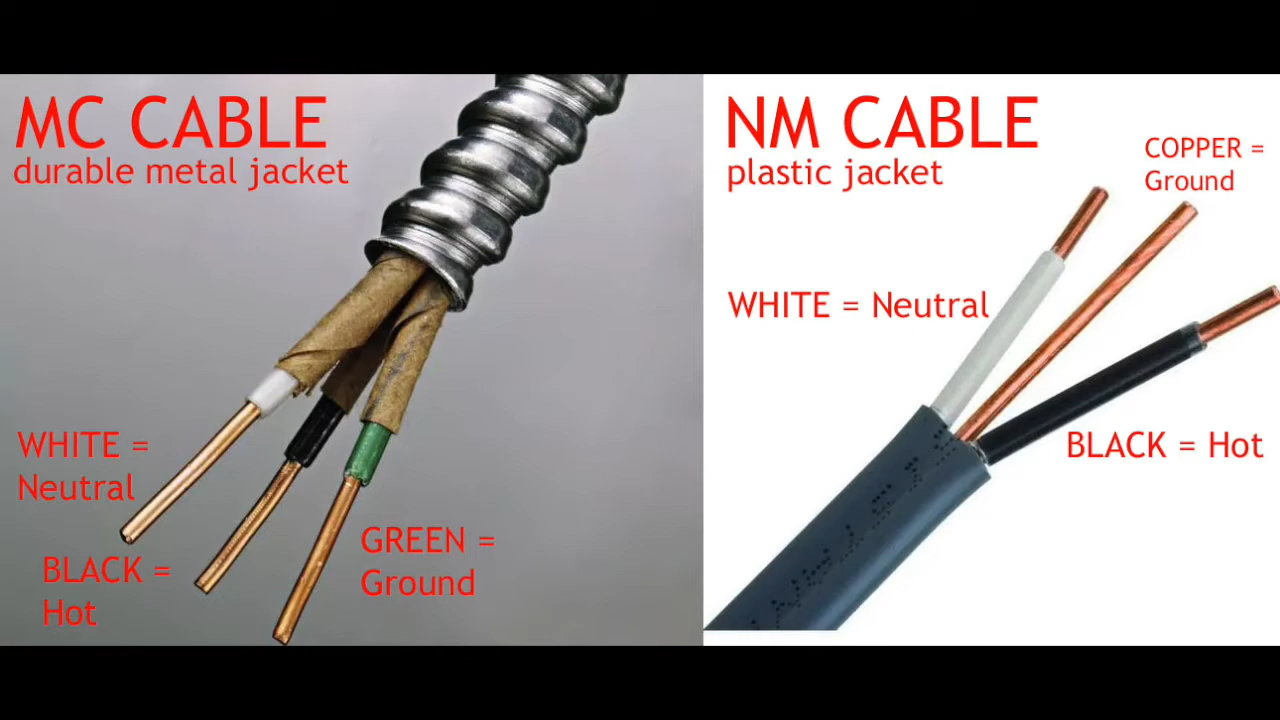 MC CABLE
durable metal jacket
WHITE =
Neutral
BLACK =
Hot
GREEN =
Ground
NM CABLE
plastic jacket
COPPER =
Ground
WHITE = Neutral
BLACK = Hot